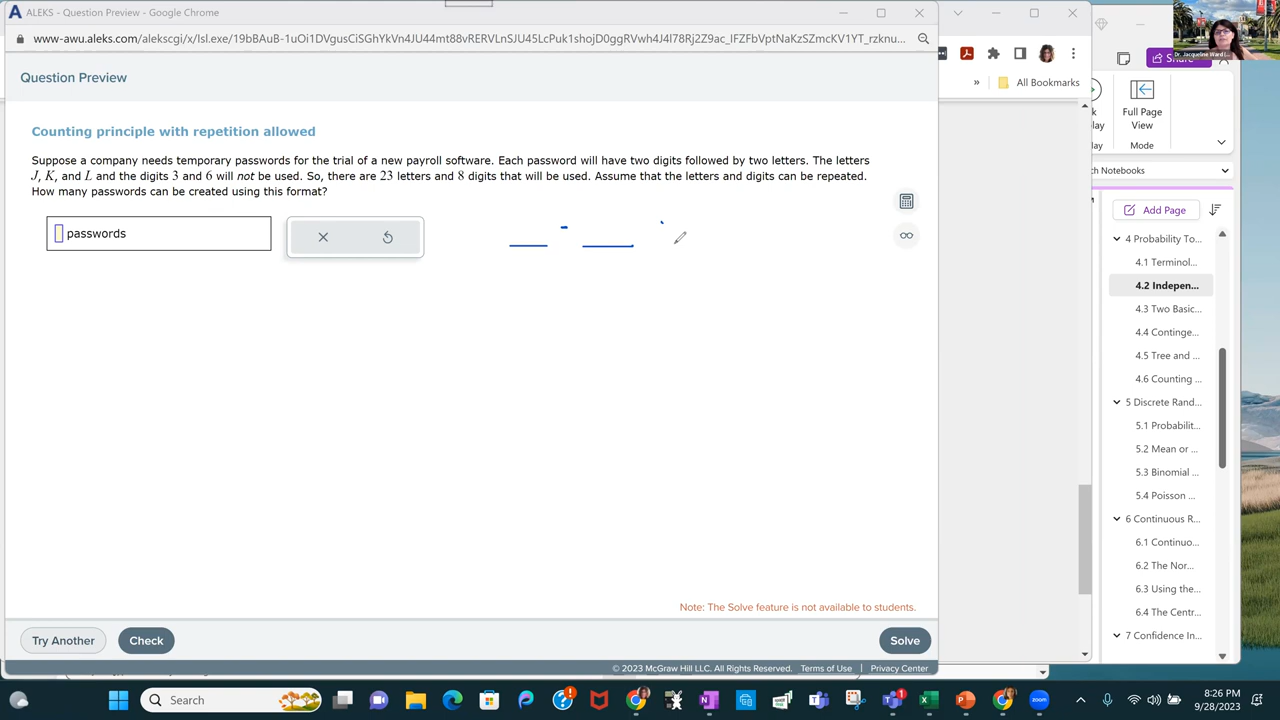 ALEKS - Question Preview - Google Chrome
Question Preview
All Bookmarks
Counting principle with repetition allowed
Suppose a company needs temporary passwords for the trial of a new payroll software. Each password will have two digits followed by two letters. The letters
J, K, and L and the digits 3 and 6 will not be used. So, there are 23 letters and 8 digits that will be used. Assume that the letters and digits can be repeated.
How many passwords can be created using this format?
passwords
Note: The Solve feature is not available to students.
Try Another
Check
Solve
© 2023 McGraw Hill LLC. All Rights Reserved.
Terms of Use
Privacy Center
Dr. Jacqueline Ward
Share
Full Page
View
Mode
ch Notebooks
Add Page
4 Probability To...
4.1 Terminol...
4.2 Indepen...
4.3 Two Basic...
4.4 Continge...
4.5 Tree and ...
4.6 Counting ...
5 Discrete Rand...
5.1 Probabilit...
5.2 Mean or ...
5.3 Binomial ...
5.4 Poisson ...
6 Continuous R...
6.1 Continuo...
6.2 The Nor...
6.3 Using the...
6.4 The Centr...
7 Confidence In...
Search
8:26 PM
9/28/2023